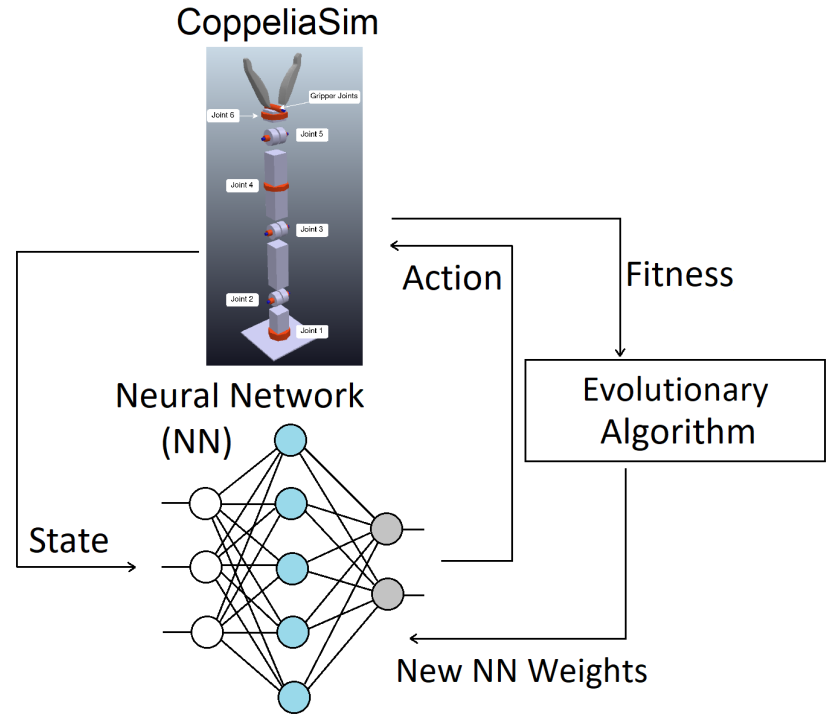 CoppeliaSim
Gripper Joints
Joint 6
Joint 5
Joint 4
Joint 3
Joint 2
Joint 1
Action
Fitness
Evolutionary
Algorithm
Neural Network
(NN)
State
New NN Weights